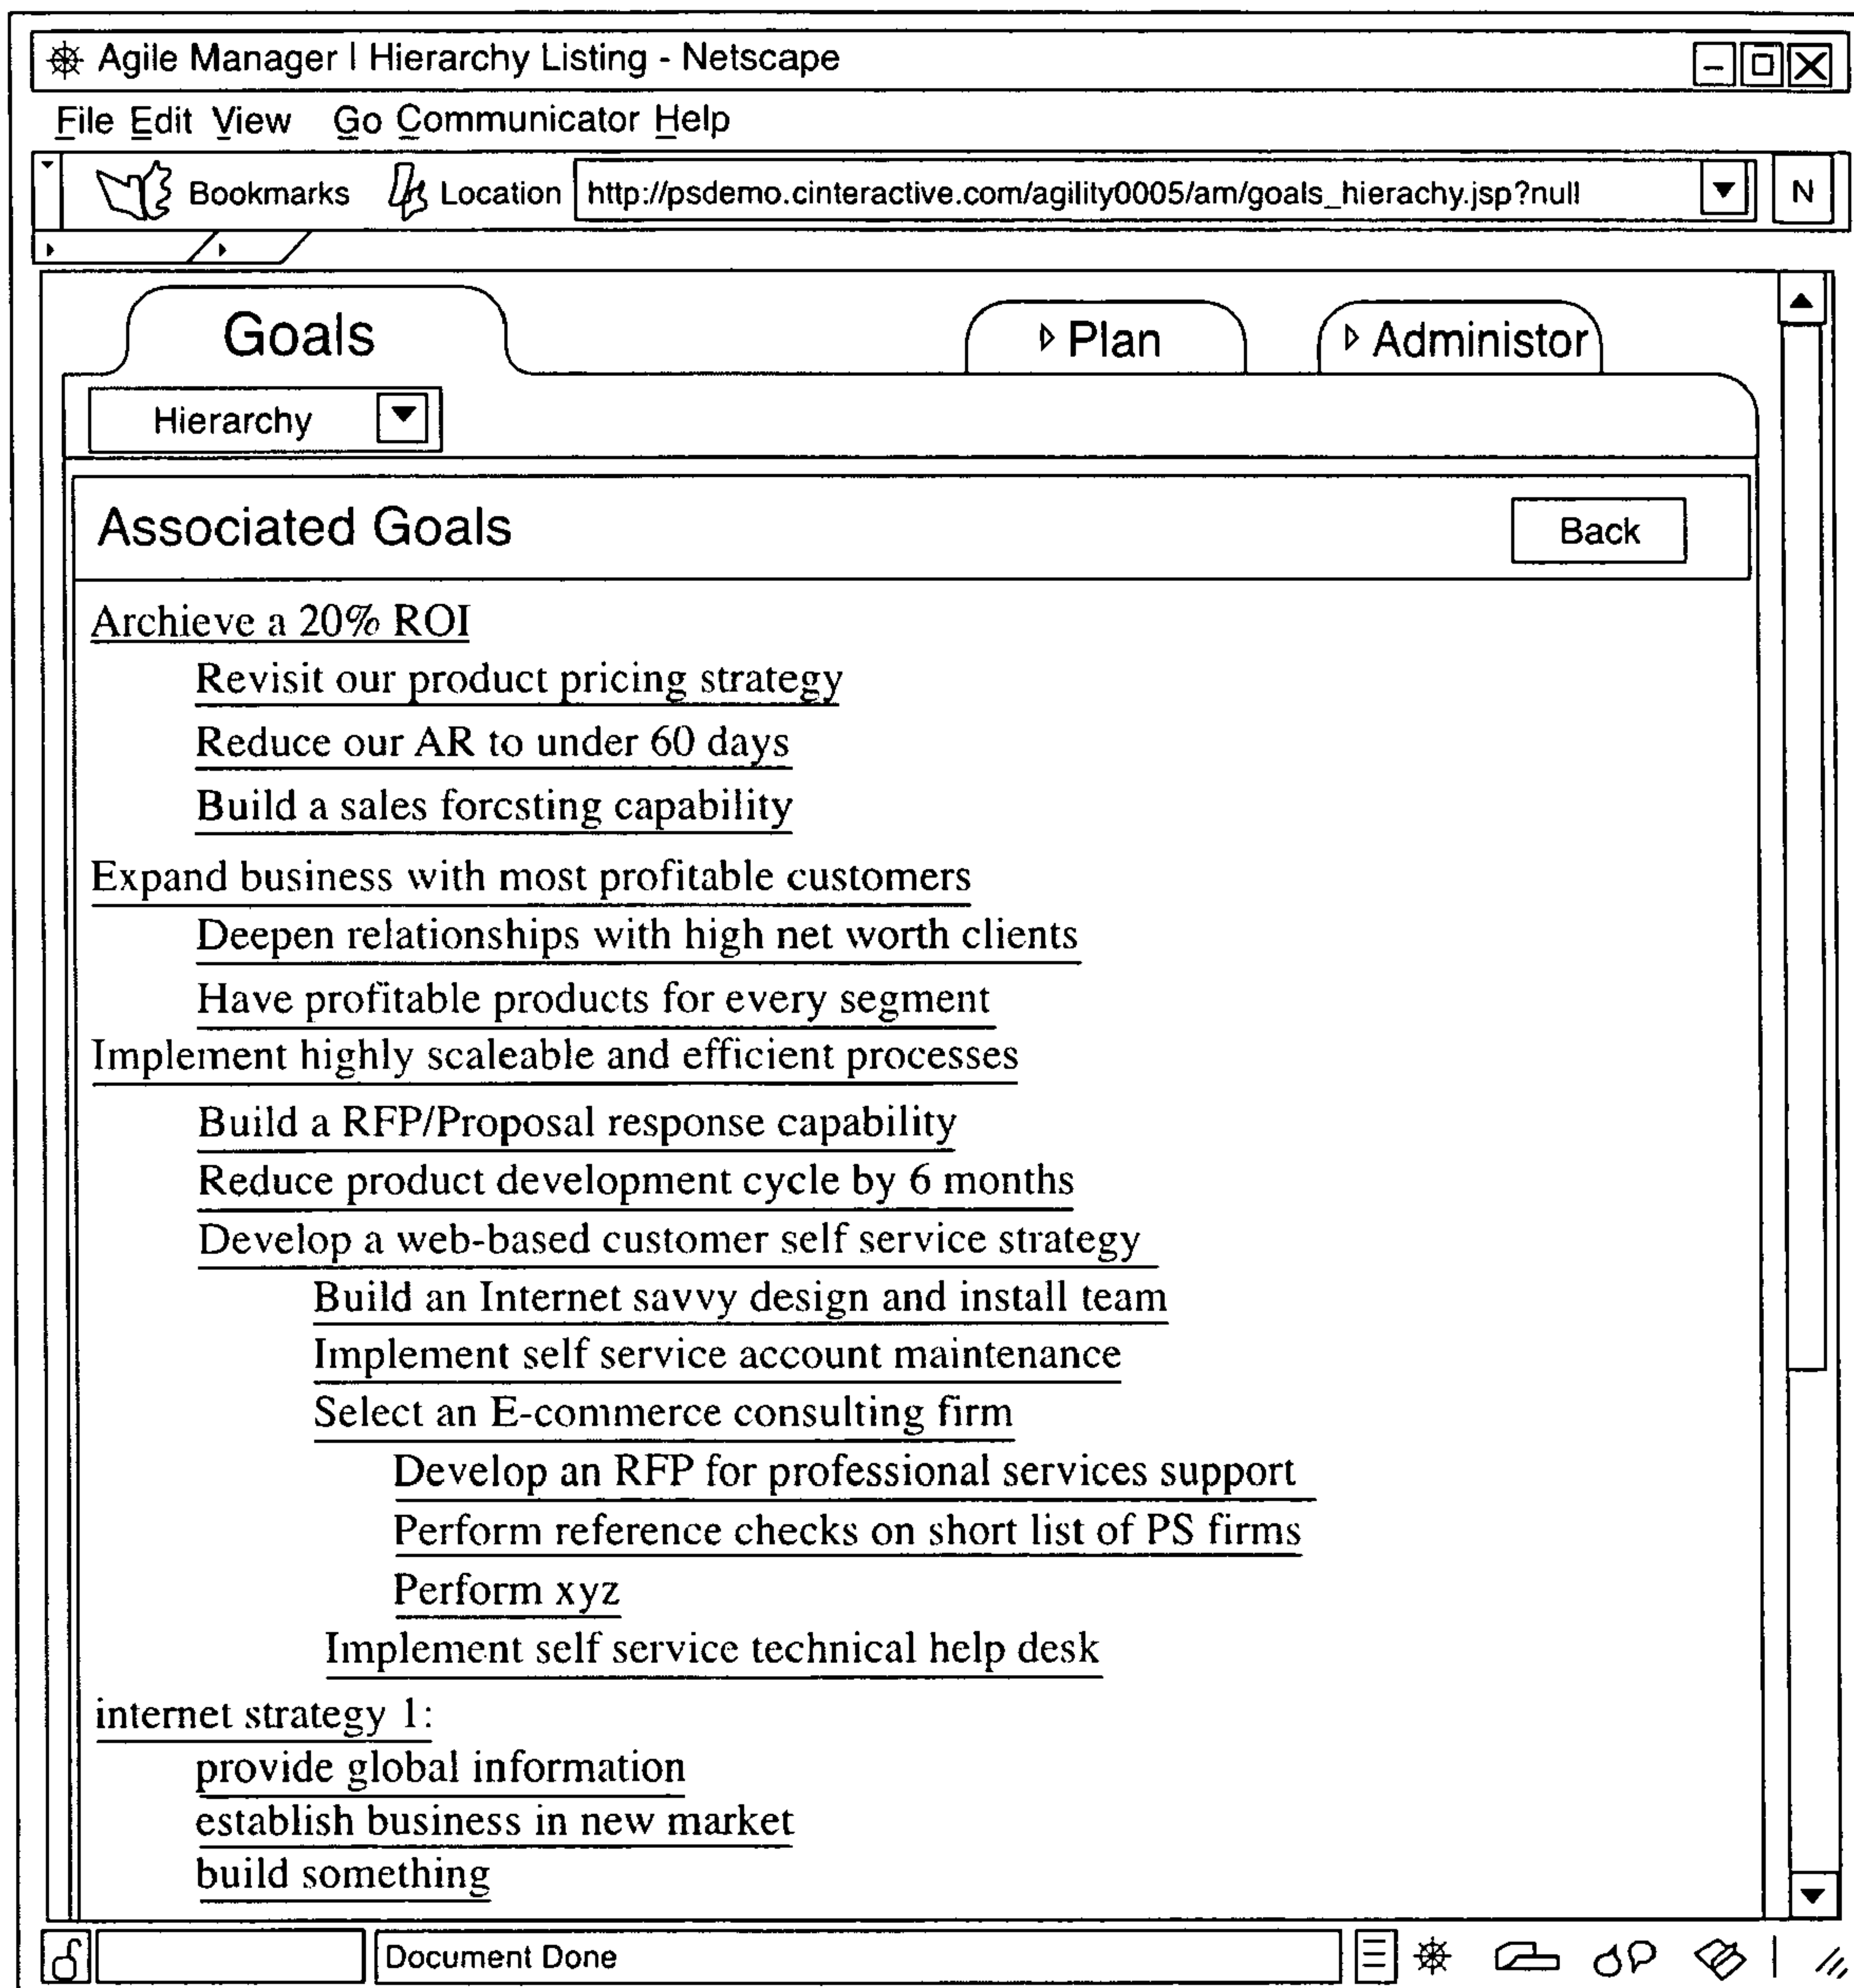 Agile Manager | Hierarchy Listing - Netscape
File Edit View Go Communicator Help
Bookmarks Location http://psdemo.cinteractive.com/agility0005/am/goals_hierachy.jsp?null N
Goals Plan Administor
Hierarchy
Associated Goals Back
Archieve a 20% ROI
Revisit our product pricing strategy
Reduce our AR to under 60 days
Build a sales forcsting capability
Expand business with most profitable customers
Deepen relationships with high net worth clients
Have profitable products for every segment
Implement highly scaleable and efficient processes
Build a RFP/Proposal response capability
Reduce product development cycle by 6 months
Develop a web-based customer self service strategy
Build an Internet savvy design and install team
Implement self service account maintenance
Select an E-commerce consulting firm
Develop an RFP for professional services support
Perform reference checks on short list of PS firms
Perform xyz
Implement self service technical help desk
internet strategy 1:
provide global information
establish business in new market
build something
Document Done